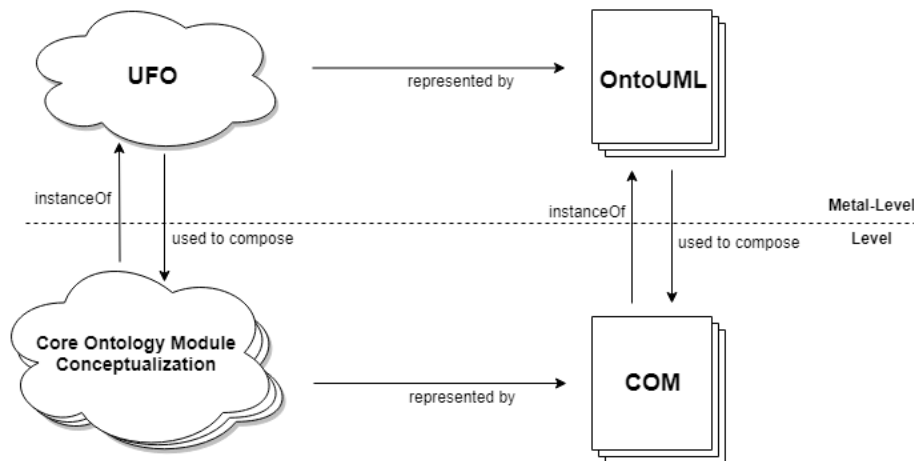 UFO
represented by
OntoUML
instanceOf
used to compose
instanceOf
used to compose
Metal-Level
Level
Core Ontology Module
Conceptualization
represented by
COM